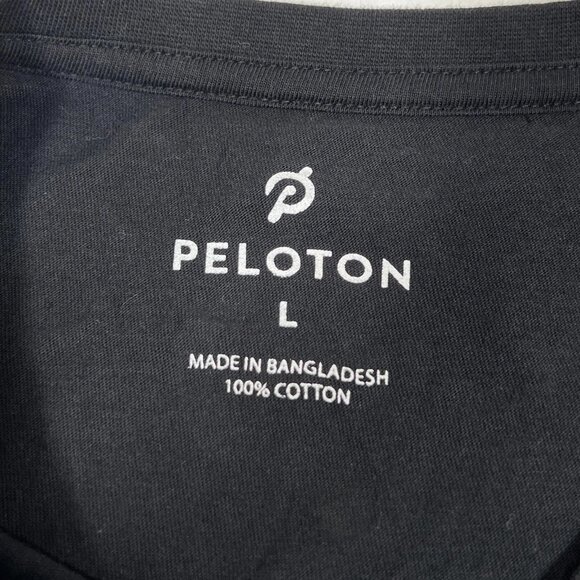 PELOTON
L
MADE IN BANGLADESH
100% COTTON